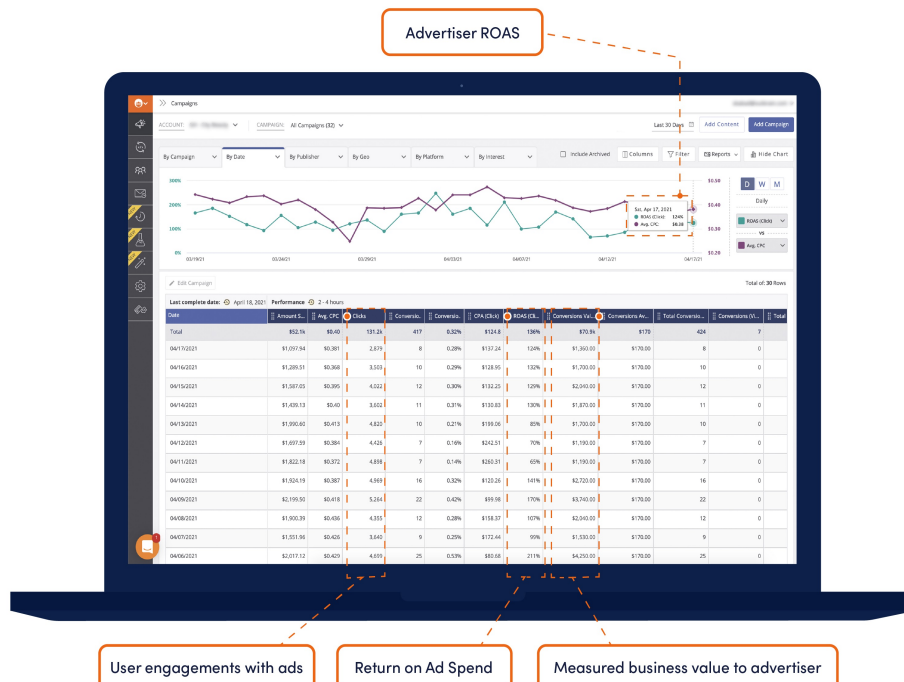 Advertiser ROAS
Campaigns
ACCOUNT: CAMPAIGN: All Campaigns (32) Last 30 Days Add Content Add Campaign
By Campaign By Date By Publisher By Geo By Platform By Interest Include Archived Columns Filter Reports Hide Chart
300% $0.50 D W M
Daily
200% $0.40 Sat, Apr 17, 2021
ROAS (Click) 124%
Avg. CPC $0.38
ROAS (Click)
100% $0.30 VS
Avg. CPC
0% $0.20
03/19/21 03/24/21 03/29/21 04/03/21 04/07/21 04/12/21 04/17/21
Edit Campaign Total of: 30 Rows
Last complete date: April 18, 2021 Performance 2 - 4 hours
Date Amount S... Avg. CPC Clicks Conversio... Conversio... CPA (Click) ROAS (Cli... Conversions Val... Conversions Av... Total Conversio... Conversions (Vi... Total
Total $52.1k $0.40 131.2k 417 0.32% $124.8 136% $70.9k $170 424 7
04/17/2021 $1,097.94 $0.381 2,879 8 0.28% $137.24 124% $1,360.00 $170.00 8 0
04/16/2021 $1,289.51 $0.368 3,503 10 0.29% $128.95 132% $1,700.00 $170.00 10 0
04/15/2021 $1,587.05 $0.395 4,022 12 0.30% $132.25 129% $2,040.00 $170.00 12 0
04/14/2021 $1,439.13 $0.40 3,602 11 0.31% $130.83 130% $1,870.00 $170.00 11 0
04/13/2021 $1,990.60 $0.413 4,820 10 0.21% $199.06 85% $1,700.00 $170.00 10 0
04/12/2021 $1,697.59 $0.384 4,426 7 0.16% $242.51 70% $1,190.00 $170.00 7 0
04/11/2021 $1,822.18 $0.372 4,898 7 0.14% $260.31 65% $1,190.00 $170.00 7 0
04/10/2021 $1,924.19 $0.387 4,969 16 0.32% $120.26 141% $2,720.00 $170.00 16 0
04/09/2021 $2,199.50 $0.418 5,264 22 0.42% $99.98 170% $3,740.00 $170.00 22 0
04/08/2021 $1,900.39 $0.436 4,355 12 0.28% $158.37 107% $2,040.00 $170.00 12 0
04/07/2021 $1,551.96 $0.426 3,640 9 0.25% $172.44 99% $1,530.00 $170.00 9 0
04/06/2021 $2,017.12 $0.429 4,699 25 0.53% $80.68 211% $4,250.00 $170.00 25 0
User engagements with ads Return on Ad Spend Measured business value to advertiser